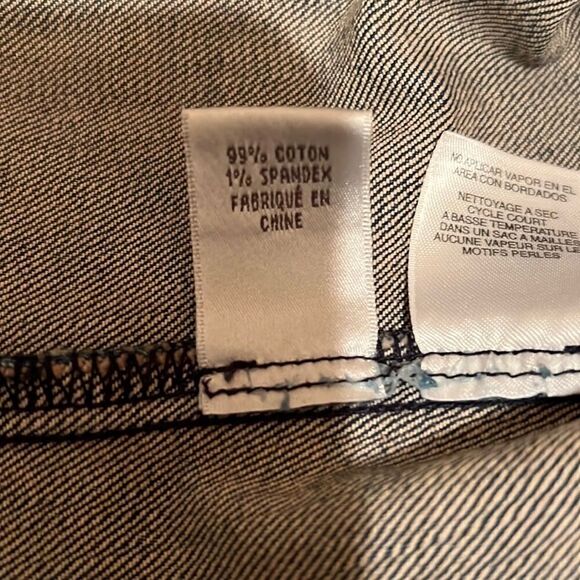 99% COTON
1% SPANDEX
FABRIQUÉ EN
CHINE
NO APLICAR VAPOR EN EL
AREA CON BORDADOS
NETTOYAGE A SEC
CYCLE COURT
A BASSE TEMPERATURE
DANS UN SAC A MAILLES
AUCUNE VAPEUR SUR LE
MOTIFS PERLES